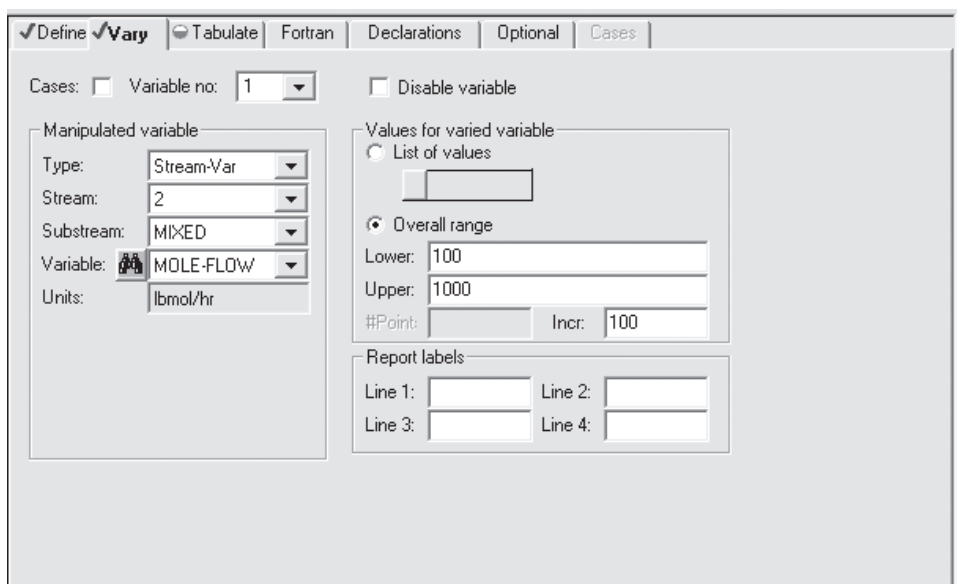 Define Vary Tabulate Fortran Declarations Optional Cases
Cases: Variable no: 1 Disable variable
Manipulated variable
Type: Stream-Var
Stream: 2
Substream: MIXED
Variable: MOLE-FLOW
Units: lbmol/hr
Values for varied variable
List of values
Overall range
Lower: 100
Upper: 1000
#Point: Incr: 100
Report labels
Line 1: Line 2:
Line 3: Line 4: